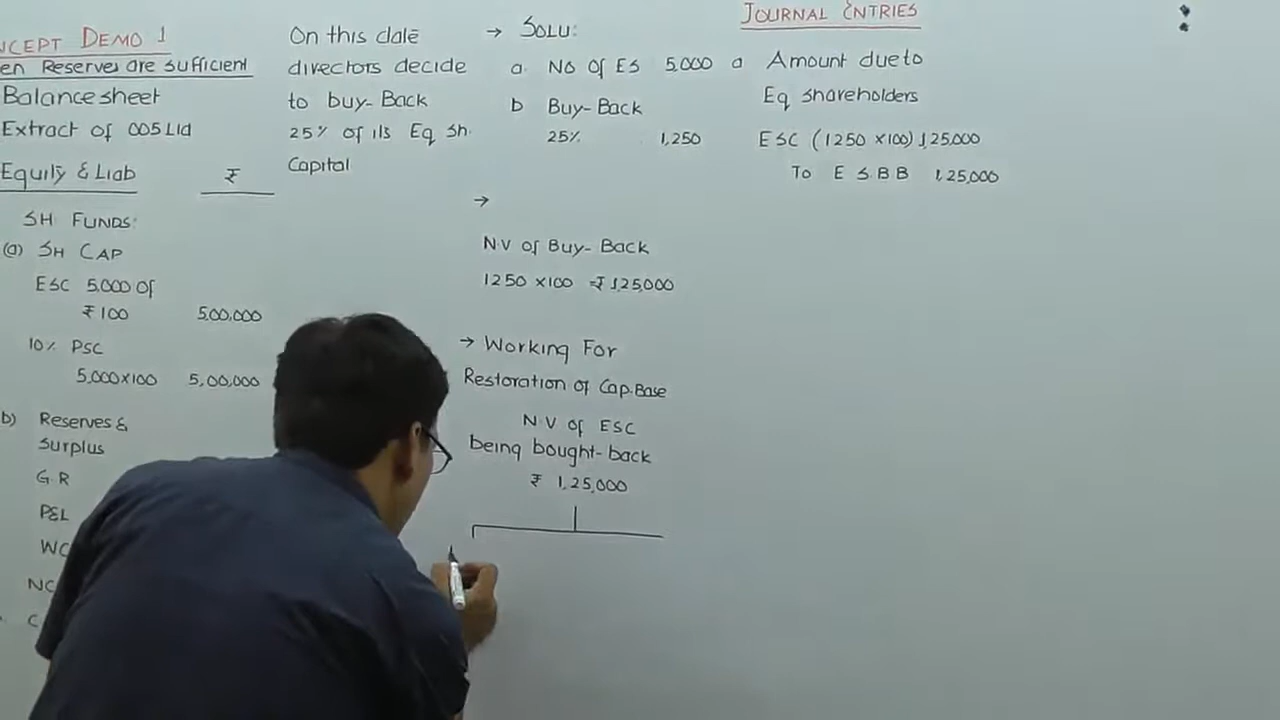 NCEPT DEMO 1
en Reserves are Sufficient
Balance sheet
Extract of 005 Ltd
Equity & Liab ₹
SH FUNDS:
(a) SH CAP
ESC 5,000 of
₹ 100 5,00,000
10% PSC
5,000 x 100 5,00,000
b) Reserves &
Surplus
G.R
P&L
WC
NC
C
On this date
directors decide
to buy-Back
25% of its Eq Sh.
Capital
→ SOLU:
a. No of ES 5,000
b Buy-Back
25% 1,250
→
N.V of Buy-Back
1250 x 100 = ₹ 1,25,000
→ Working For
Restoration of Cap. Base
N.V of ESC
being bought-back
₹ 1,25,000
JOURNAL ENTRIES
a Amount due to
Eq shareholders
ESC (1250 x 100) 1,25,000
To E S B B 1,25,000